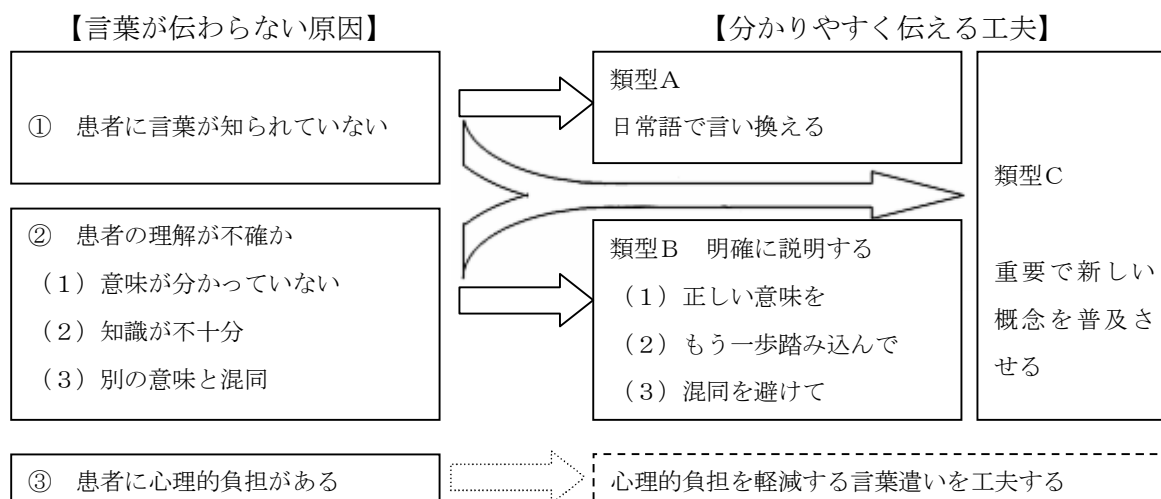 【言葉が伝わらない原因】
【分かりやすく伝える工夫】
① 患者に言葉が知られていない
類型A
日常語で言い換える
② 患者の理解が不確か
(1)意味が分かっていない
(2)知識が不十分
(3)別の意味と混同
類型B 明確に説明する
(1)正しい意味を
(2)もう一歩踏み込んで
(3)混同を避けて
類型C
重要で新しい
概念を普及さ
せる
③ 患者に心理的負担がある
心理的負担を軽減する言葉遣いを工夫する